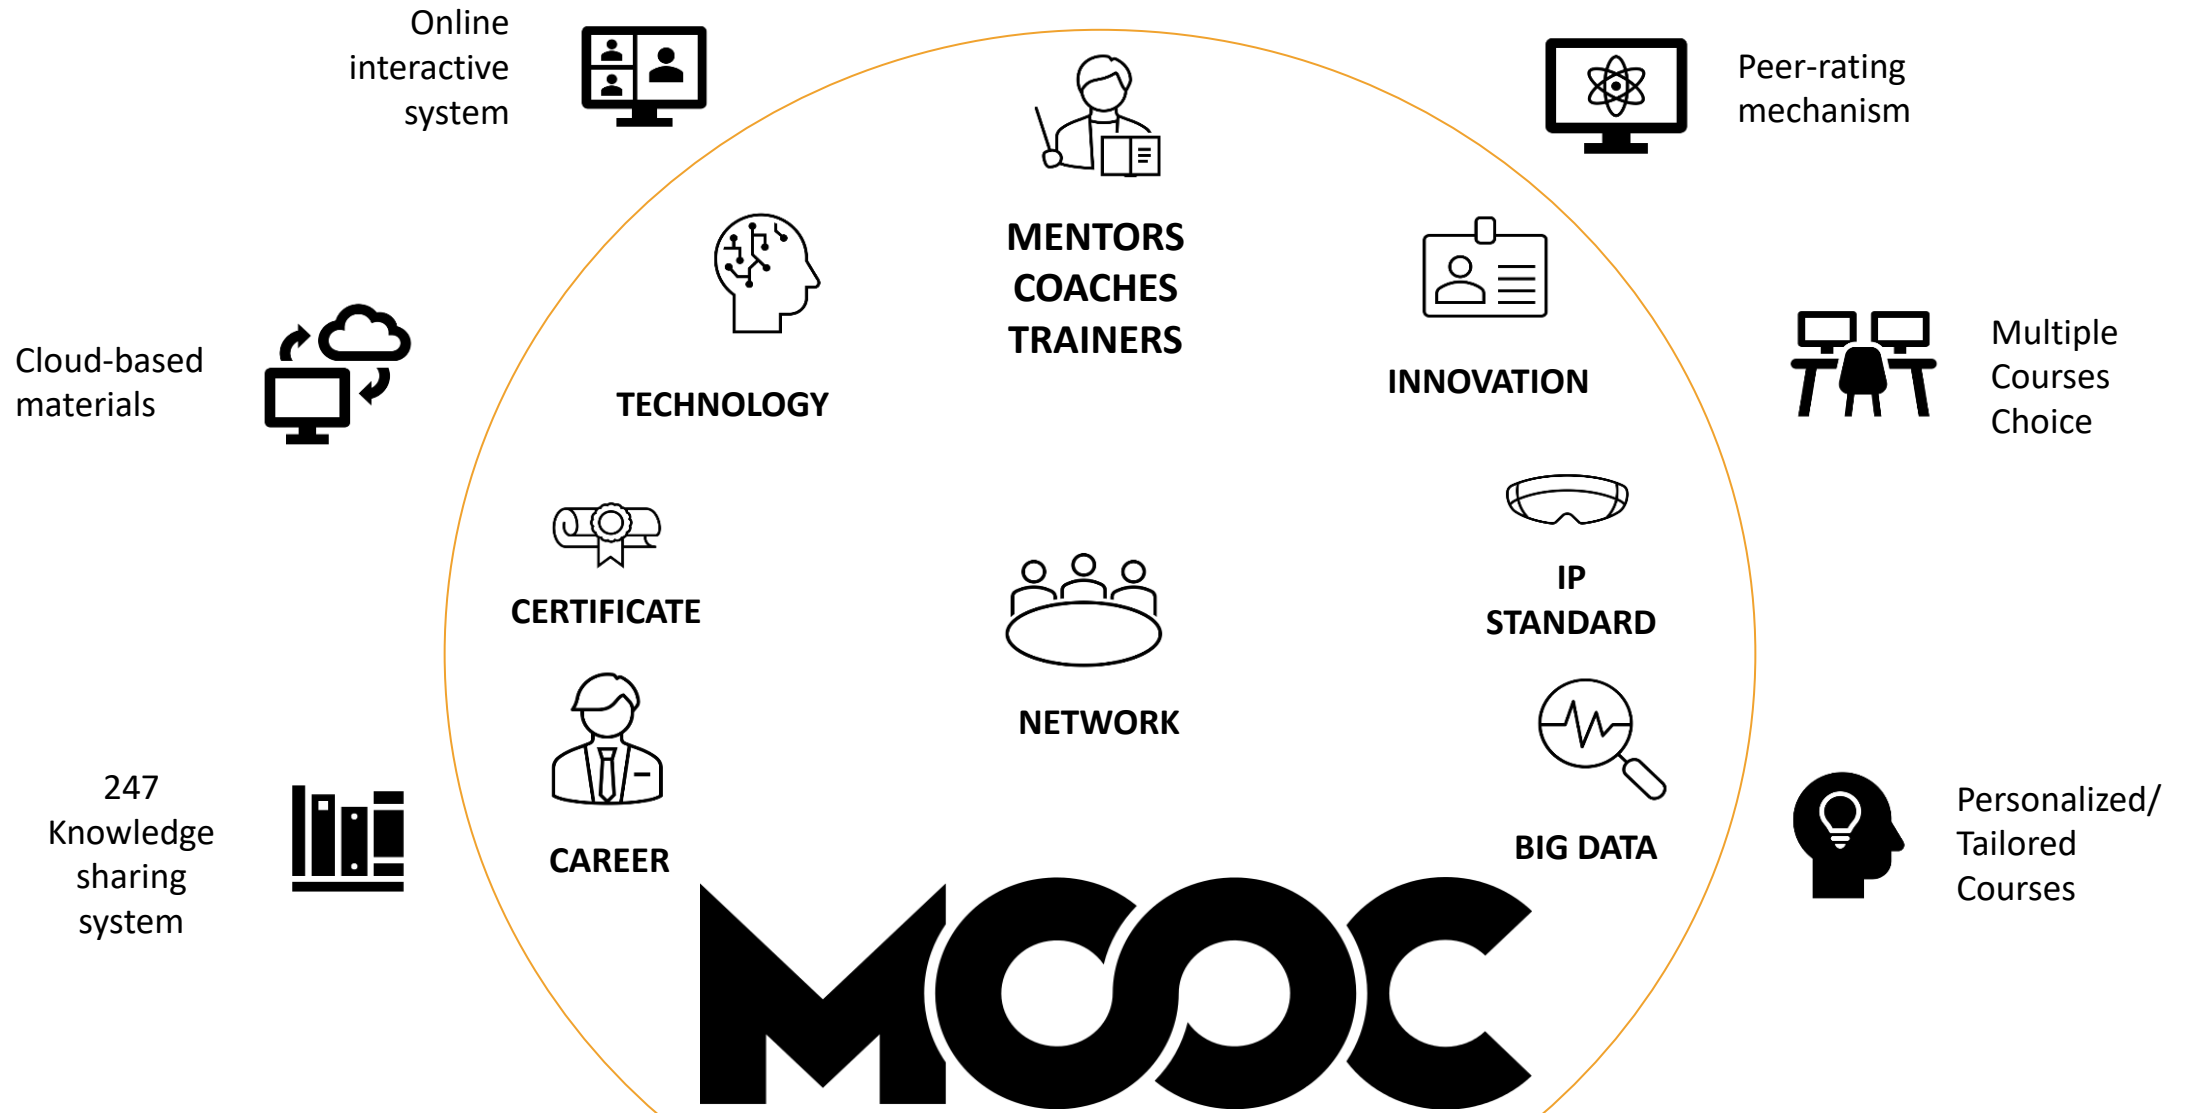 Online
interactive
system
Peer-rating
mechanism
MENTORS
COACHES
TRAINERS
TECHNOLOGY
INNOVATION
Cloud-based
materials
Multiple
Courses
Choice
CERTIFICATE
IP
STANDARD
NETWORK
CAREER
BIG DATA
247
Knowledge
sharing
system
Personalized/
Tailored
Courses
MOOC